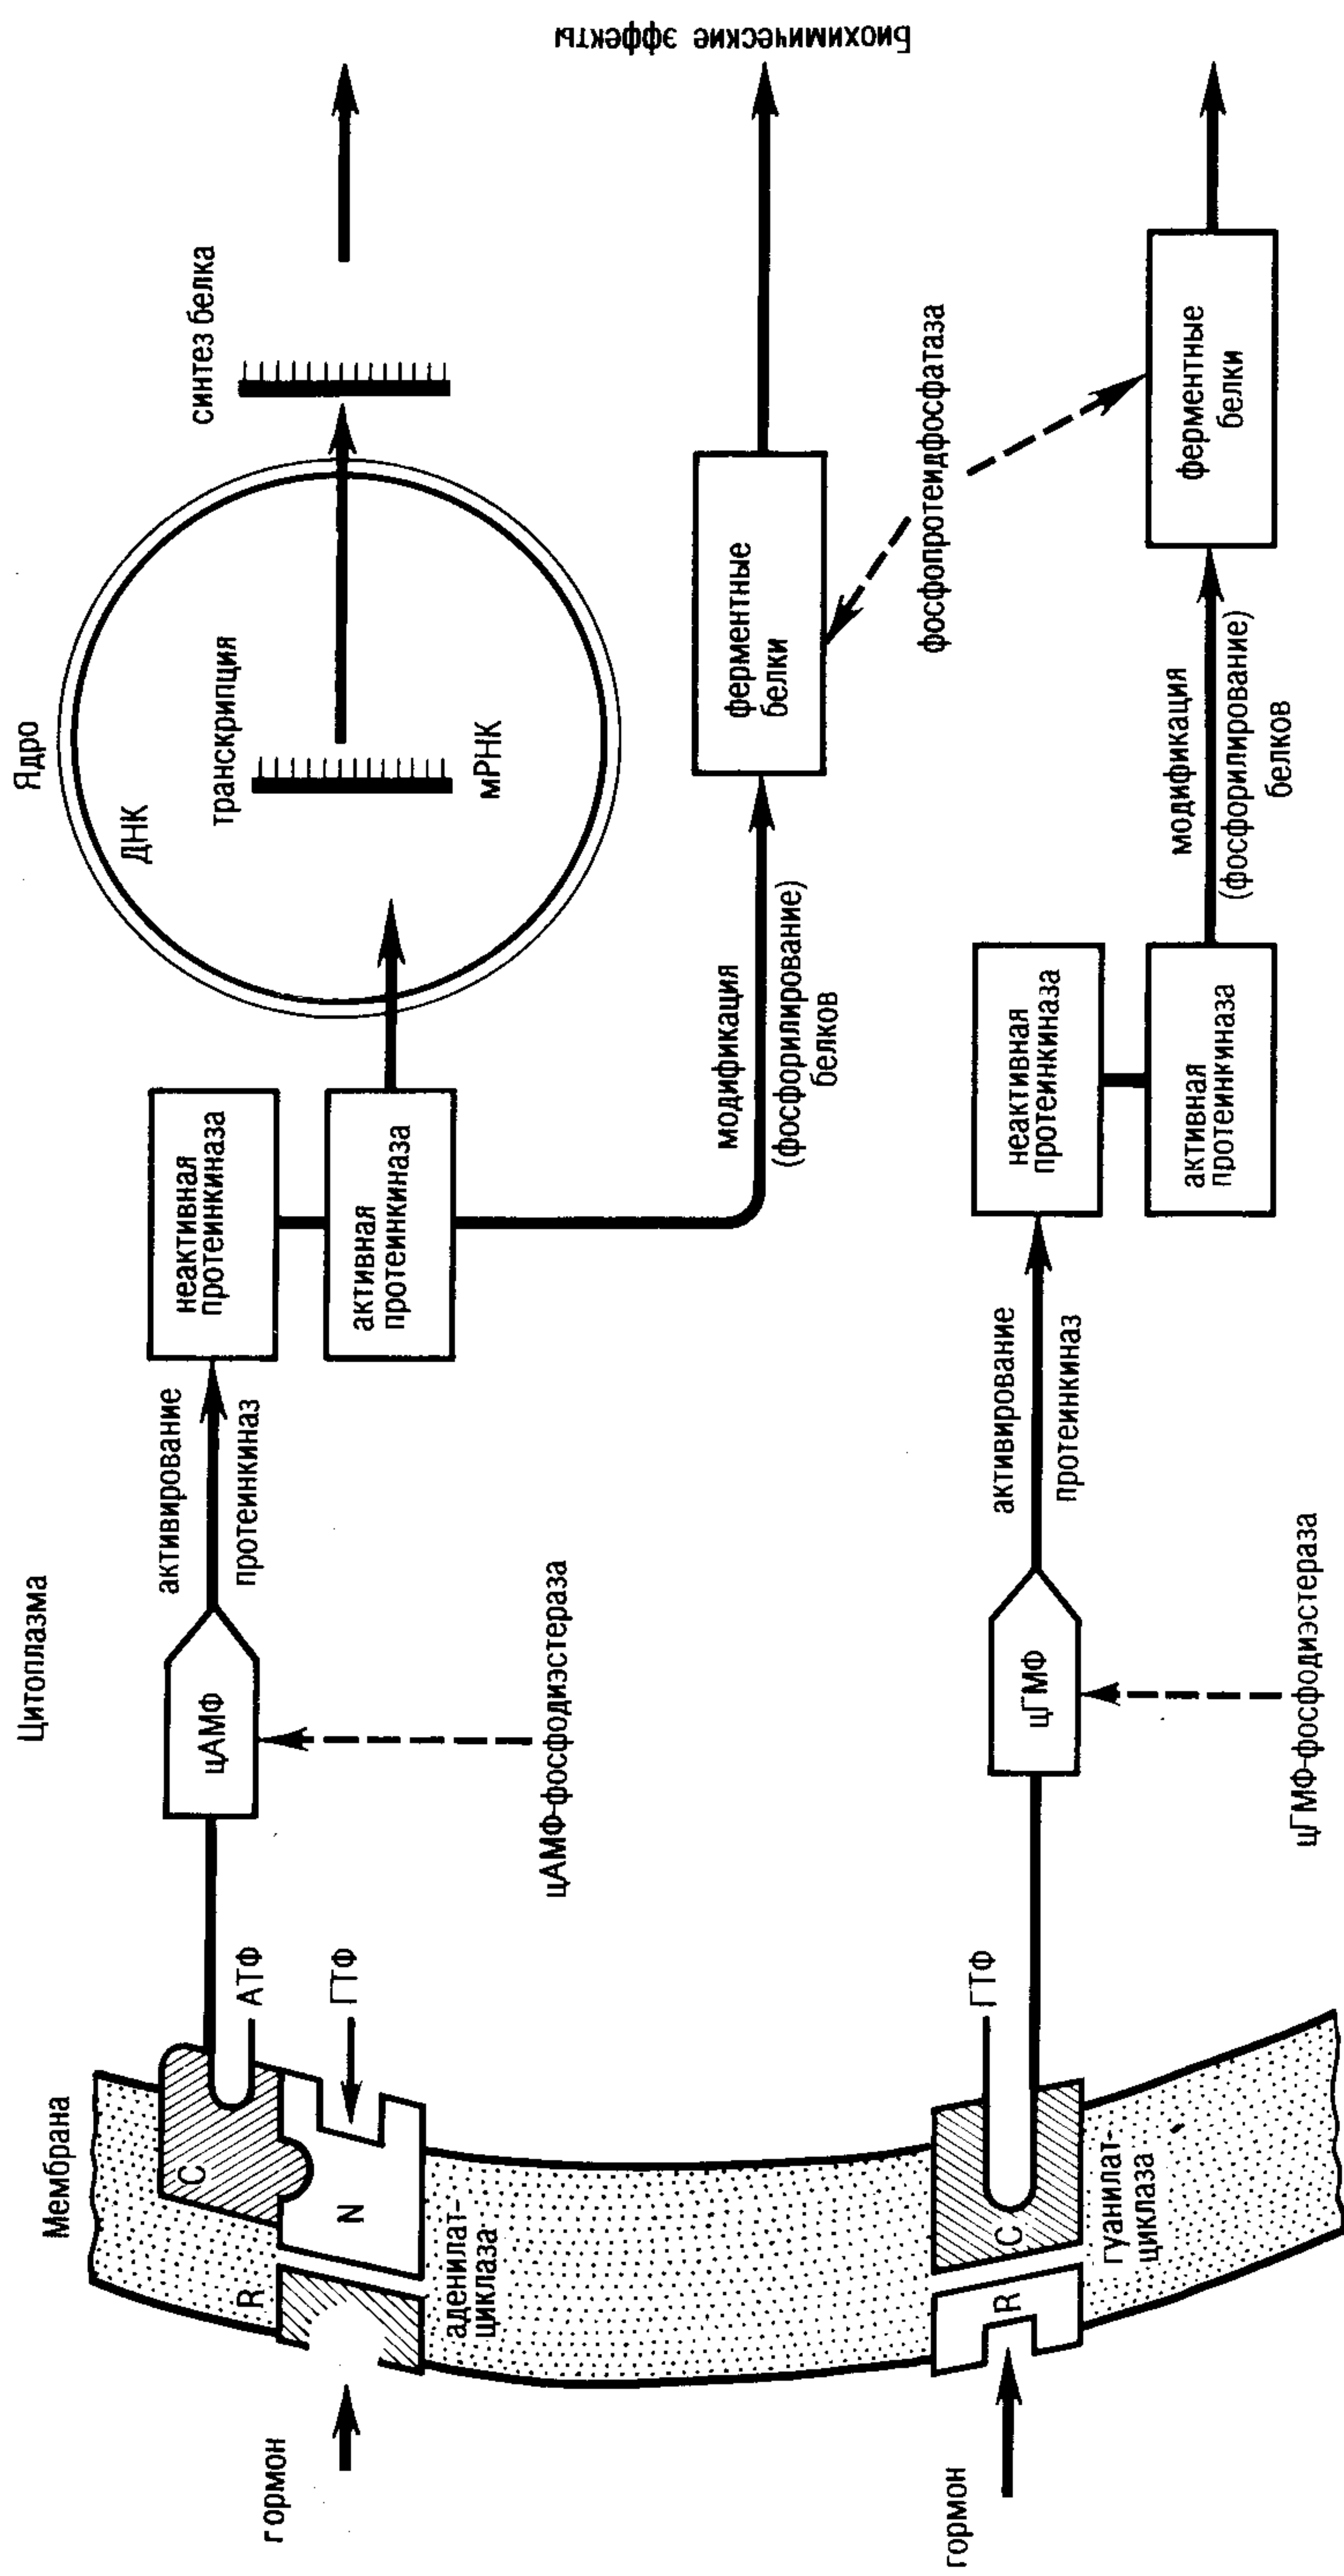 Мембрана
Цитоплазма
Ядро
гормон
R
C
N
АТФ
ГТФ
аденилат-
циклаза
цАМФ
цАМФ-фосфодиэстераза
активирование
протеинкиназ
неактивная
протеинкиназа
активная
протеинкиназа
ДНК
транскрипция
мРНК
синтез белка
модификация
(фосфорилирование)
белков
ферментные
белки
фосфопротеидфосфатаза
Биохимические эффекты
гормон
R
C
ГТФ
гуанилат-
циклаза
цГМФ
цГМФ-фосфодиэстераза
активирование
протеинкиназ
неактивная
протеинкиназа
активная
протеинкиназа
модификация
(фосфорилирование)
белков
ферментные
белки